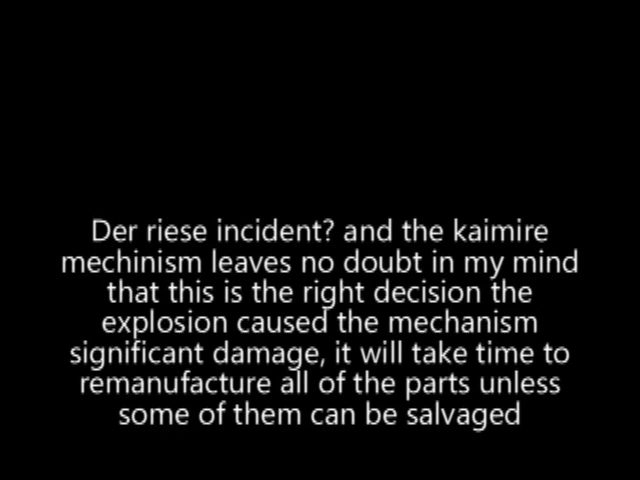 Der riese incident? and the kaimire
mechinism leaves no doubt in my mind
that this is the right decision the
explosion caused the mechanism
significant damage, it will take time to
remanufacture all of the parts unless
some of them can be salvaged